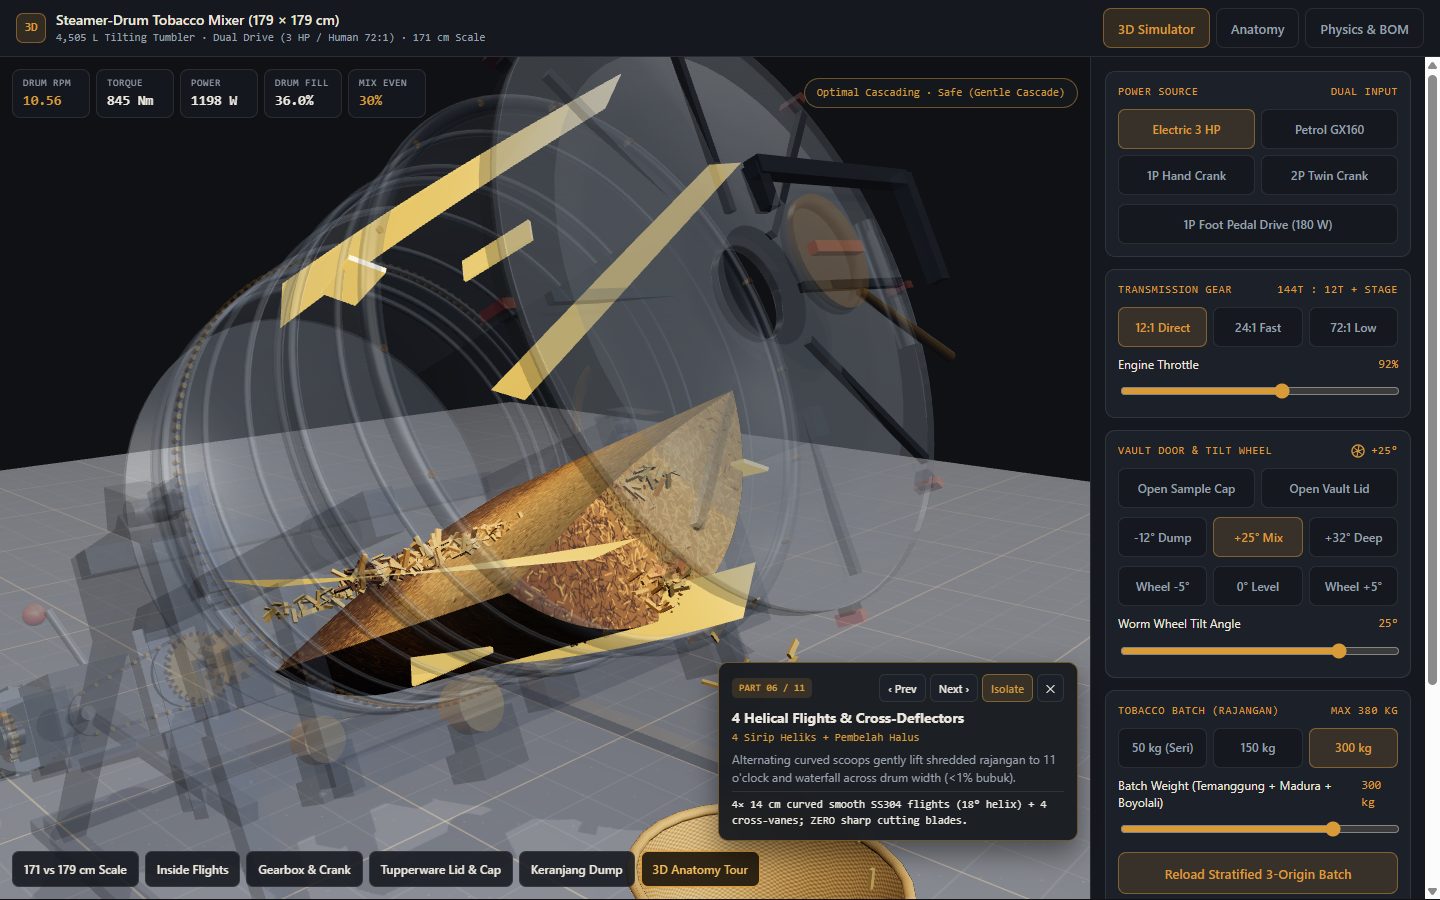 3D
Steamer-Drum Tobacco Mixer (179 × 179 cm)
4,505 L Tilting Tumbler · Dual Drive (3 HP / Human 72:1) · 171 cm Scale
3D Simulator
Anatomy
Physics & BOM
DRUM RPM
10.56
TORQUE
845 Nm
POWER
1198 W
DRUM FILL
36.0%
MIX EVEN
30%
Optimal Cascading · Safe (Gentle Cascade)
POWER SOURCE
DUAL INPUT
Electric 3 HP
Petrol GX160
1P Hand Crank
2P Twin Crank
1P Foot Pedal Drive (180 W)
TRANSMISSION GEAR
144T : 12T + STAGE
12:1 Direct
24:1 Fast
72:1 Low
Engine Throttle
92%
VAULT DOOR & TILT WHEEL
+25°
Open Sample Cap
Open Vault Lid
-12° Dump
+25° Mix
+32° Deep
Wheel -5°
0° Level
Wheel +5°
Worm Wheel Tilt Angle
25°
TOBACCO BATCH (RAJANGAN)
MAX 380 KG
50 kg (Seri)
150 kg
300 kg
Batch Weight (Temanggung + Madura +
Boyolali)
300
kg
Reload Stratified 3-Origin Batch
PART 06 / 11
‹ Prev
Next ›
Isolate
✕
4 Helical Flights & Cross-Deflectors
4 Sirip Heliks + Pembelah Halus
Alternating curved scoops gently lift shredded rajangan to 11
o'clock and waterfall across drum width (<1% bubuk).
4× 14 cm curved smooth SS304 flights (18° helix) + 4
cross-vanes; ZERO sharp cutting blades.
171 vs 179 cm Scale
Inside Flights
Gearbox & Crank
Tupperware Lid & Cap
Keranjang Dump
3D Anatomy Tour